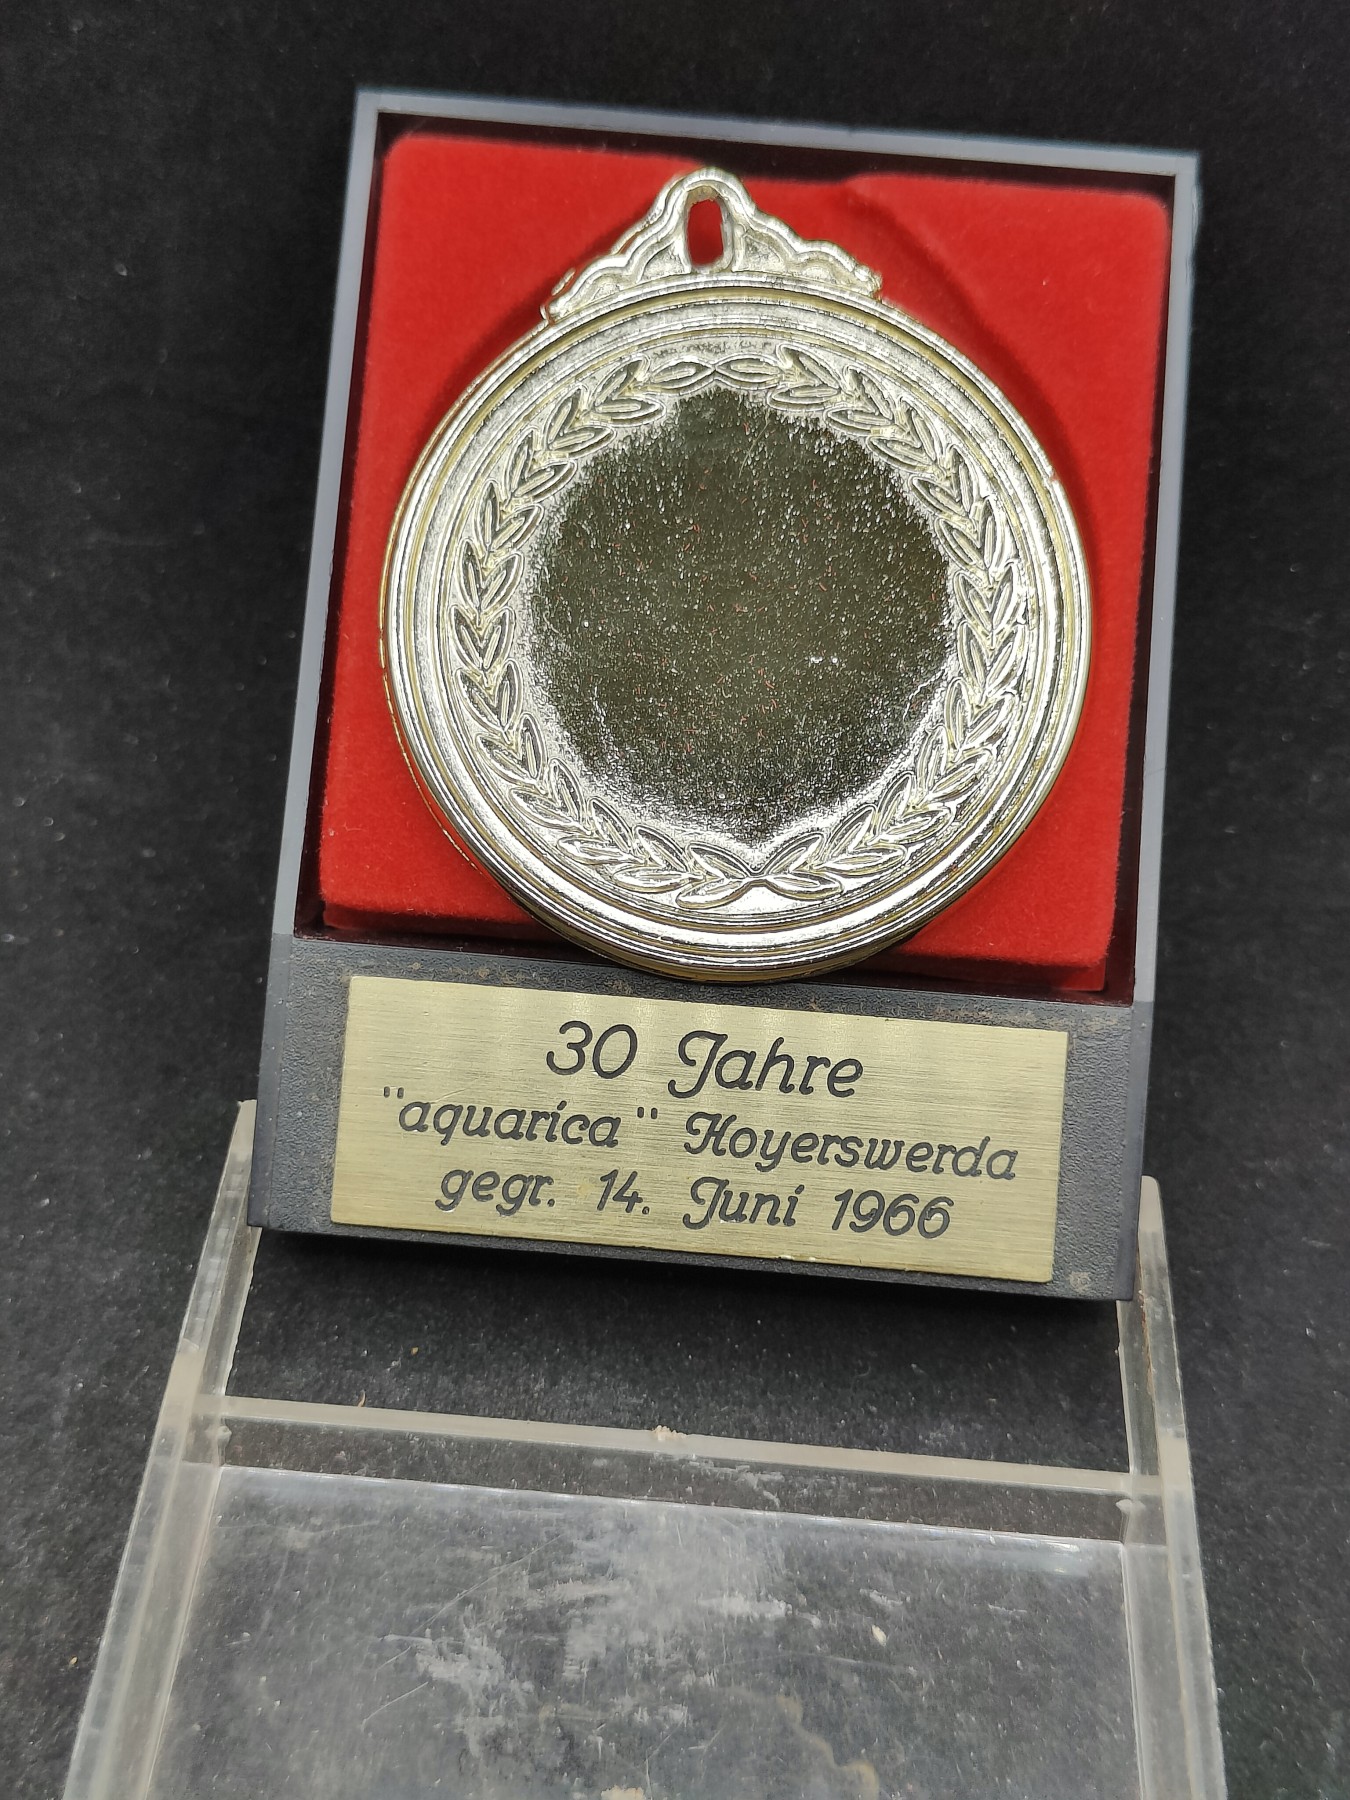 30 Jahre
"aquarica" Hoyerswerda
gegr. 14. Juni 1966